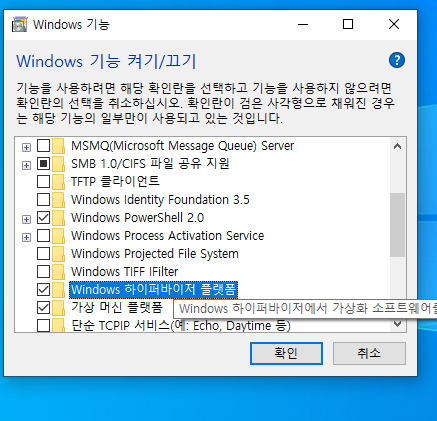 Windows 기능
Windows 기능 켜기/끄기
기능을 사용하려면 해당 확인란을 선택하고 기능을 사용하지 않으려면
확인란의 선택을 취소하십시오. 확인란이 검은 사각형으로 채워진 경우
는 해당 기능의 일부만이 사용되고 있는 것입니다.
MSMQ(Microsoft Message Queue) Server
SMB 1.0/CIFS 파일 공유 지원
TFTP 클라이언트
Windows Identity Foundation 3.5
Windows PowerShell 2.0
Windows Process Activation Service
Windows Projected File System
Windows TIFF IFilter
Windows 하이퍼바이저 플랫폼
가상 머신 플랫폼
Windows 하이퍼바이저에서 가상화 소프트웨어를
단순 TCPIP 서비스(예: Echo, Daytime 등)
확인
취소